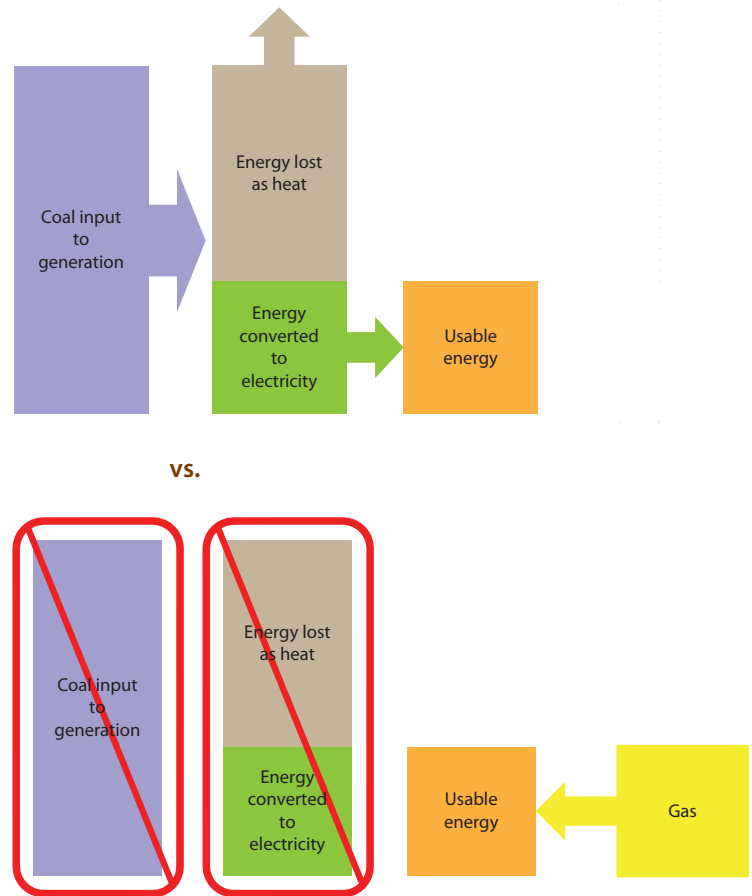 Energy lost
as heat
Coal input
to
generation
Energy
converted
to
electricity
Usable
energy
vs.
Energy lost
as heat
Coal input
to
generation
Energy
converted
to
electricity
Usable
energy
Gas